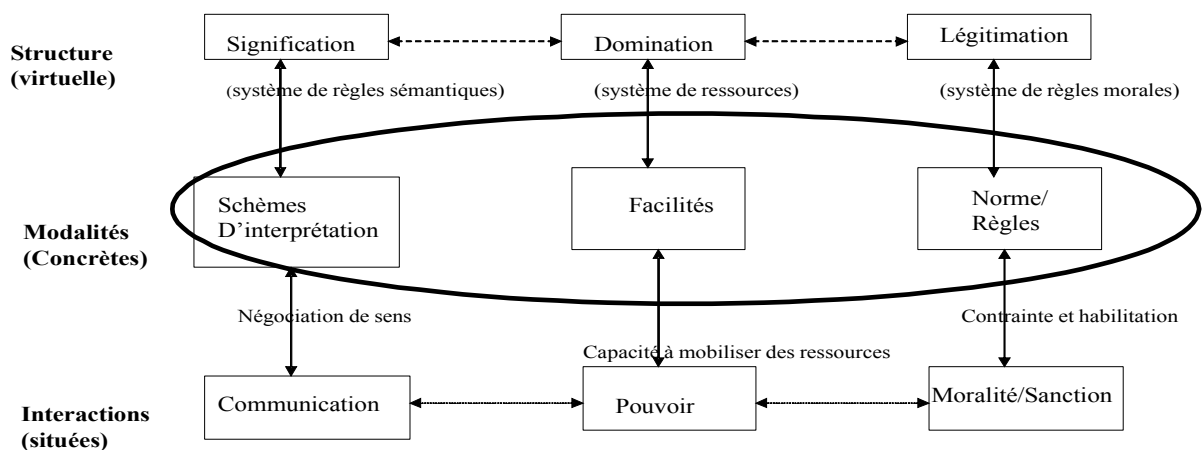 Structure
(virtuelle)
Signification
Domination
Légitimation
(système de règles sémantiques)
(système de ressources)
(système de règles morales)
Modalités
(Concrètes)
Schèmes
D’interprétation
Facilités
Norme/
Règles
Négociation de sens
Capacité à mobiliser des ressources
Contrainte et habilitation
Interactions
(situées)
Communication
Pouvoir
Moralité/Sanction